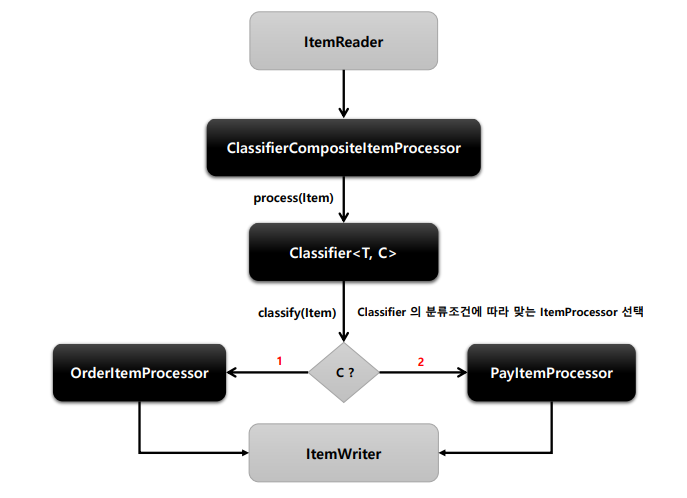 ItemReader
ClassifierCompositeItemProcessor
process(Item)
Classifier<T, C>
classify(Item)
Classifier 의 분류조건에 따라 맞는 ItemProcessor 선택
OrderItemProcessor
1
C ?
2
PayItemProcessor
ItemWriter